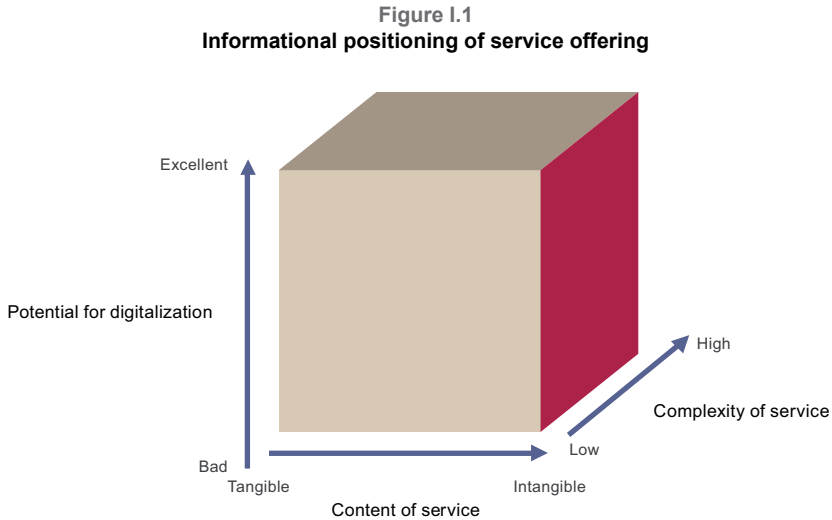 Figure I.1
Informational positioning of service offering
Excellent
Potential for digitalization
High
Complexity of service
Low
Bad
Tangible
Intangible
Content of service